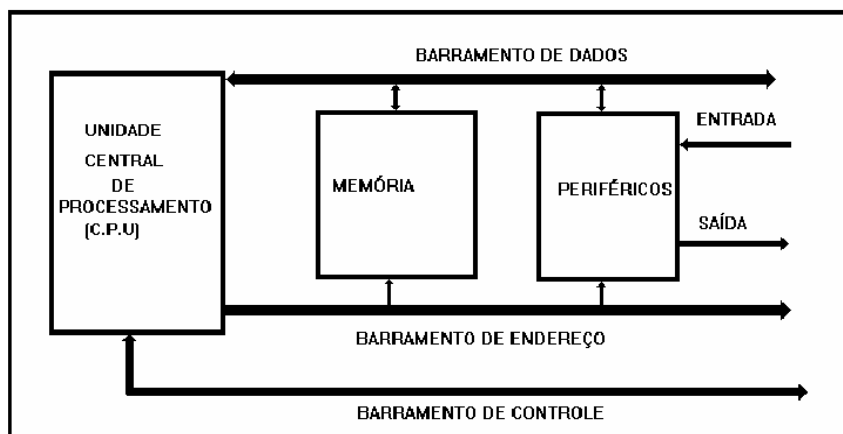 BARRAMENTO DE DADOS
UNIDADE
CENTRAL
DE
PROCESSAMENTO
(C.P.U)
MEMÓRIA
PERIFÉRICOS
ENTRADA
SAÍDA
BARRAMENTO DE ENDEREÇO
BARRAMENTO DE CONTROLE